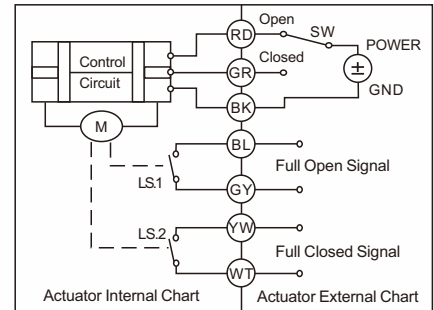 Open
RD
SW
POWER
Control
Circuit
Closed
GR
±
GND
BK
M
BL
Full Open Signal
LS.1
GY
LS.2
YW
Full Closed Signal
WT
Actuator Internal Chart
Actuator External Chart